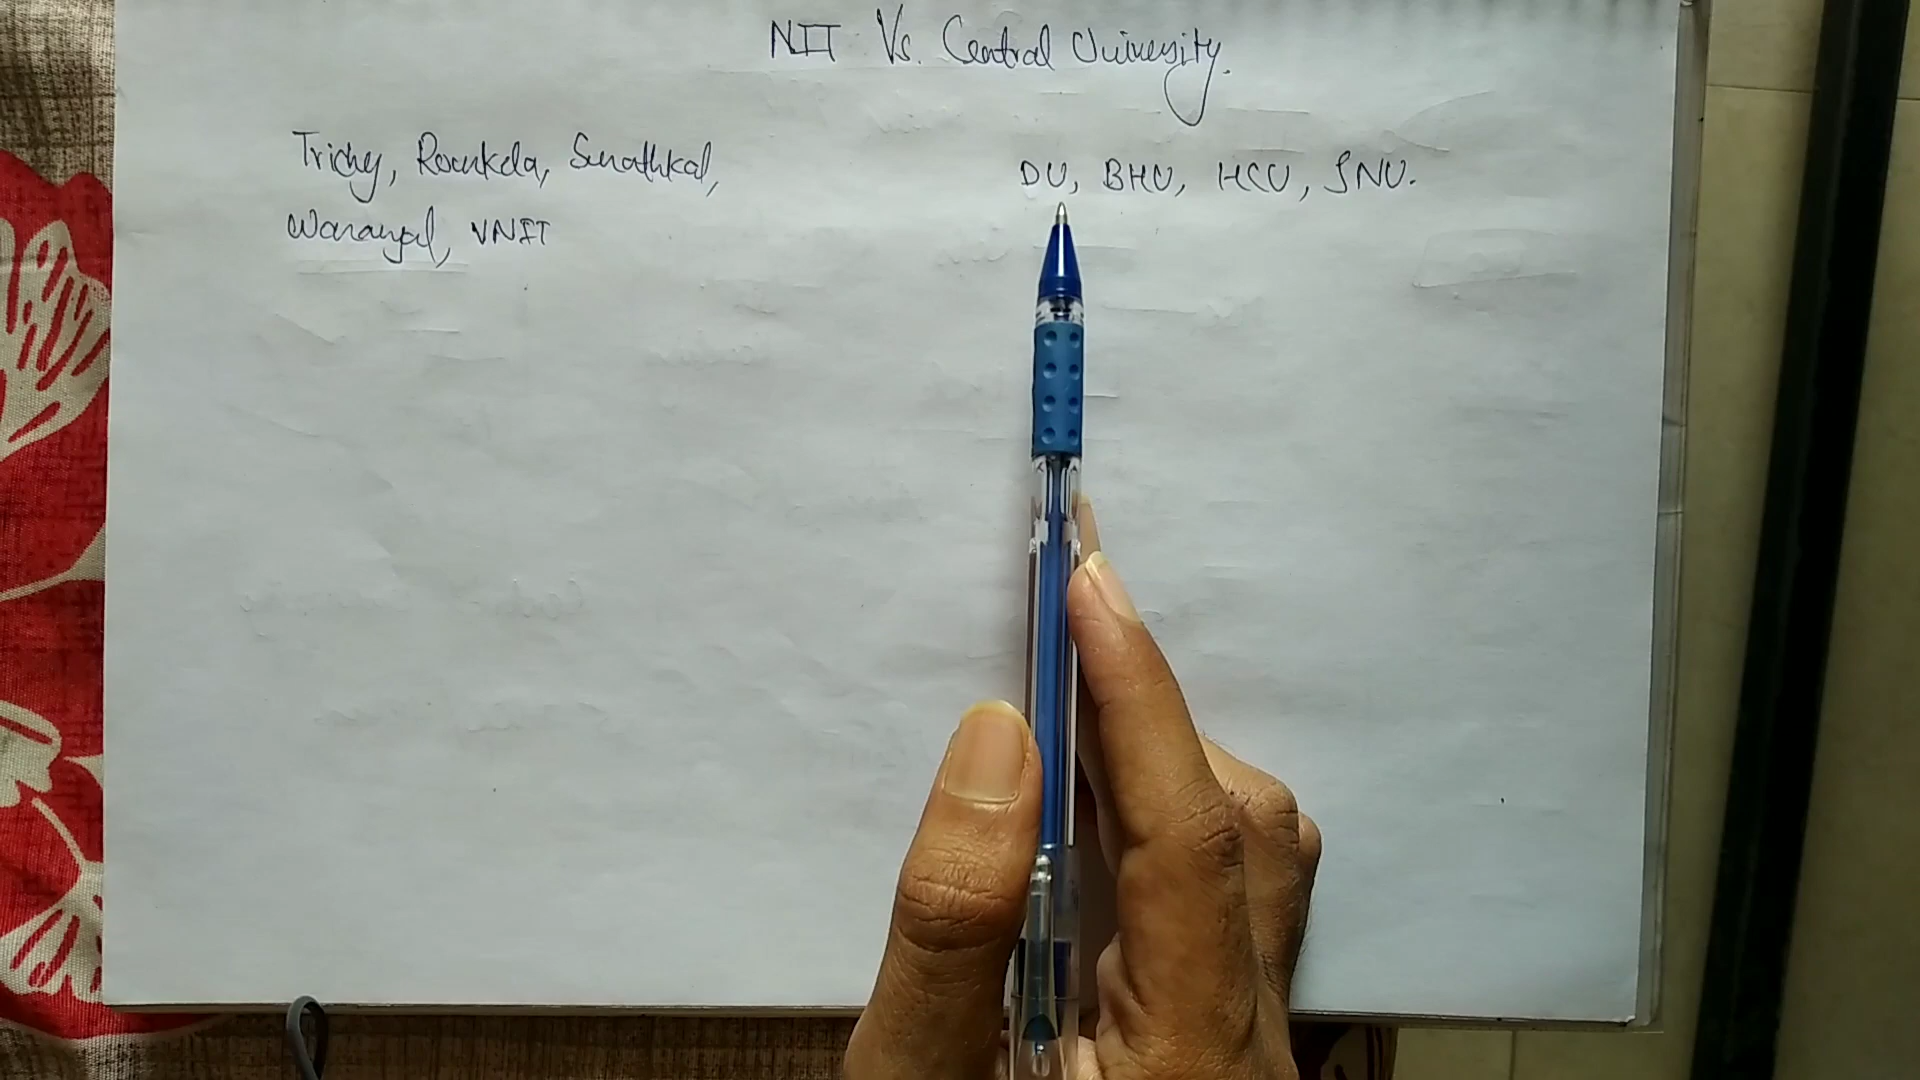 NIT Vs. Central University.
Trichy, Rourkela, Surathkal,
Warangal, VNIT
DU, BHU, HCU, JNU.